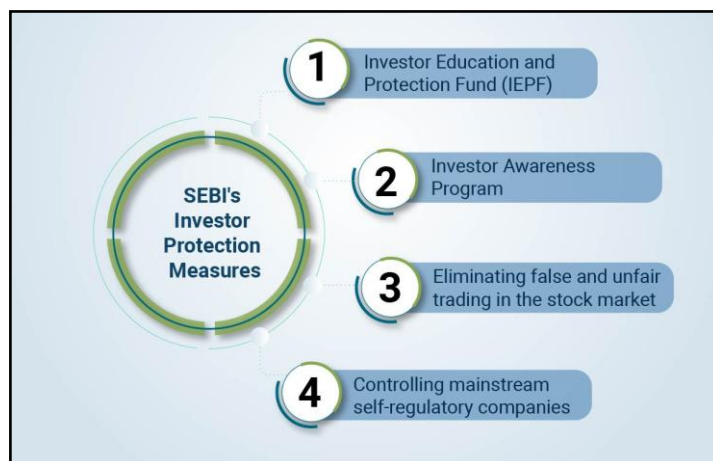 SEBI's
Investor
Protection
Measures
1
Investor Education and
Protection Fund (IEPF)
2
Investor Awareness
Program
3
Eliminating false and unfair
trading in the stock market
4
Controlling mainstream
self-regulatory companies